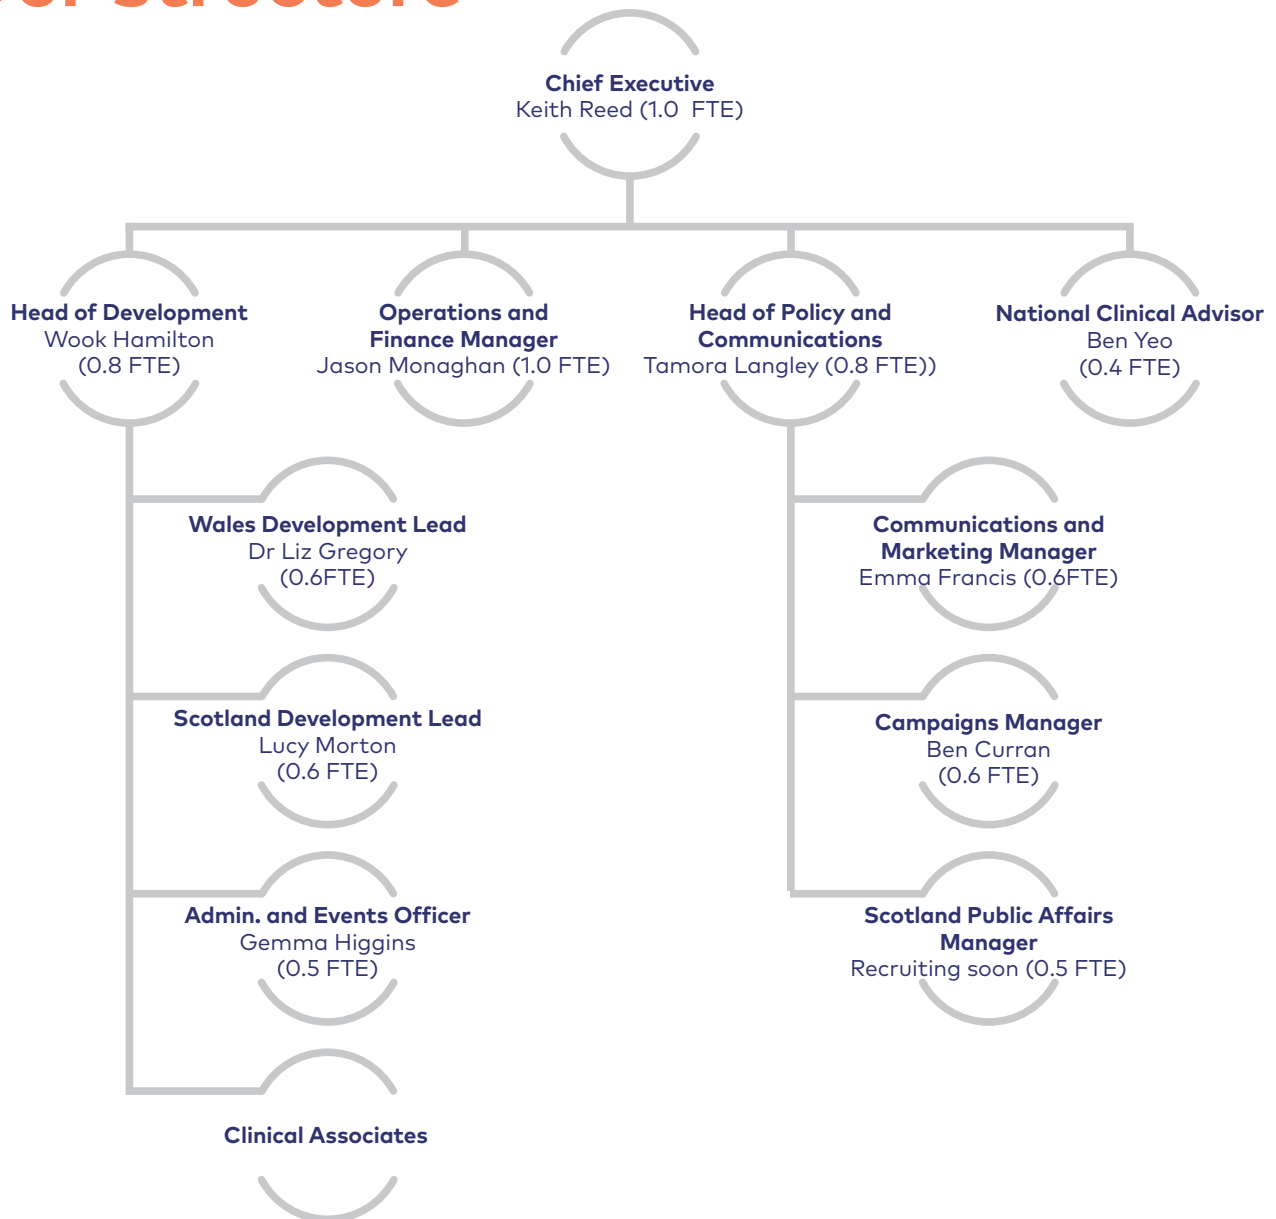 structure
Chief Executive
Keith Reed (1.0 FTE)
Head of Development
Wook Hamilton
(0.8 FTE)
Operations and
Finance Manager
Jason Monaghan (1.0 FTE)
Head of Policy and
Communications
Tamora Langley (0.8 FTE))
National Clinical Advisor
Ben Yeo
(0.4 FTE)
Wales Development Lead
Dr Liz Gregory
(0.6FTE)
Scotland Development Lead
Lucy Morton
(0.6 FTE)
Admin. and Events Officer
Gemma Higgins
(0.5 FTE)
Clinical Associates
Communications and
Marketing Manager
Emma Francis (0.6FTE)
Campaigns Manager
Ben Curran
(0.6 FTE)
Scotland Public Affairs
Manager
Recruiting soon (0.5 FTE)